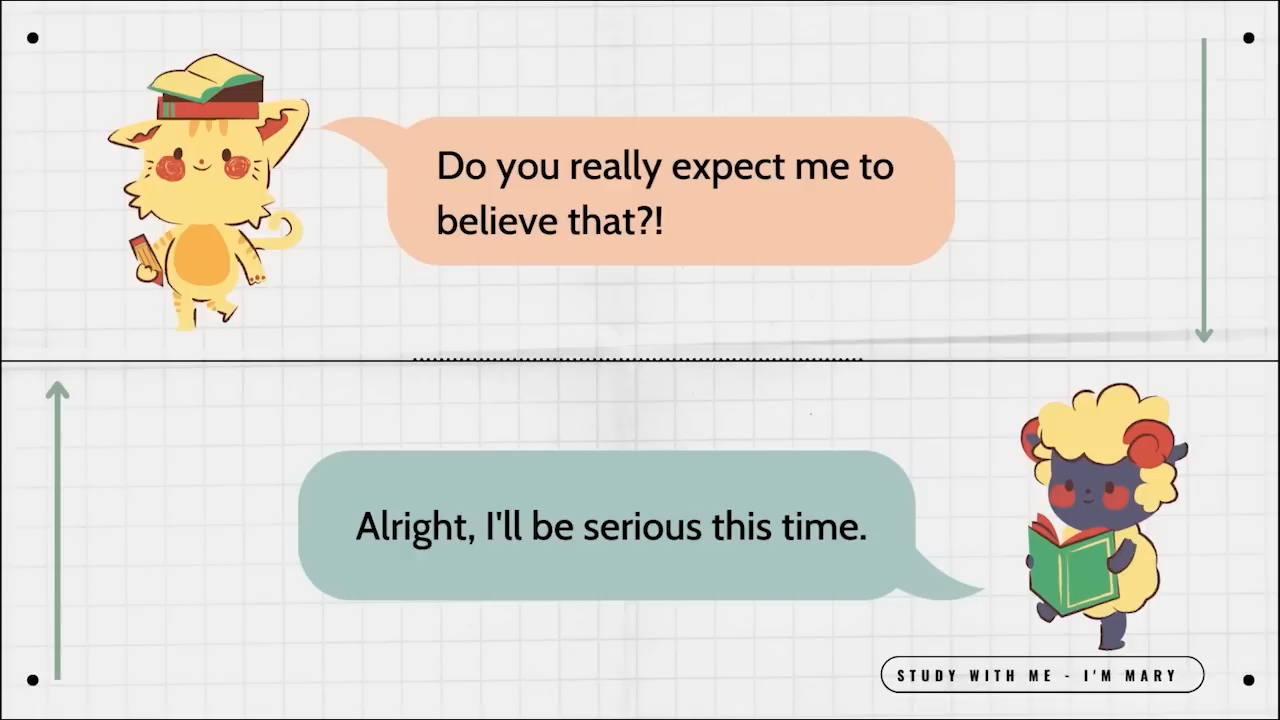 Do you really expect me to
believe that?!
Alright, I'll be serious this time.
STUDY WITH ME - I'M MARY